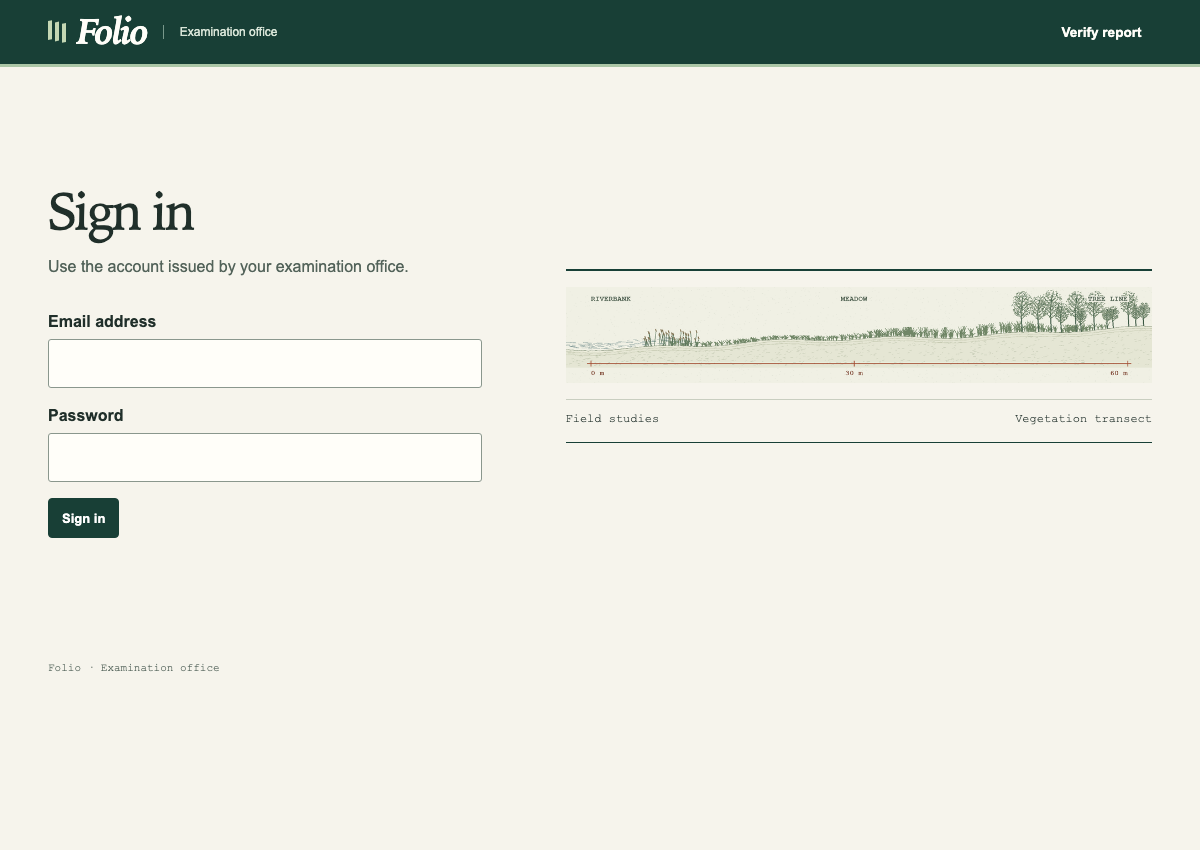 Folio
Examination office
Verify report
Sign in
Use the account issued by your examination office.
Email address
Password
Sign in
RIVERBANK
MEADOW
TREE LINE
0 m
30 m
60 m
Field studies
Vegetation transect
Folio · Examination office